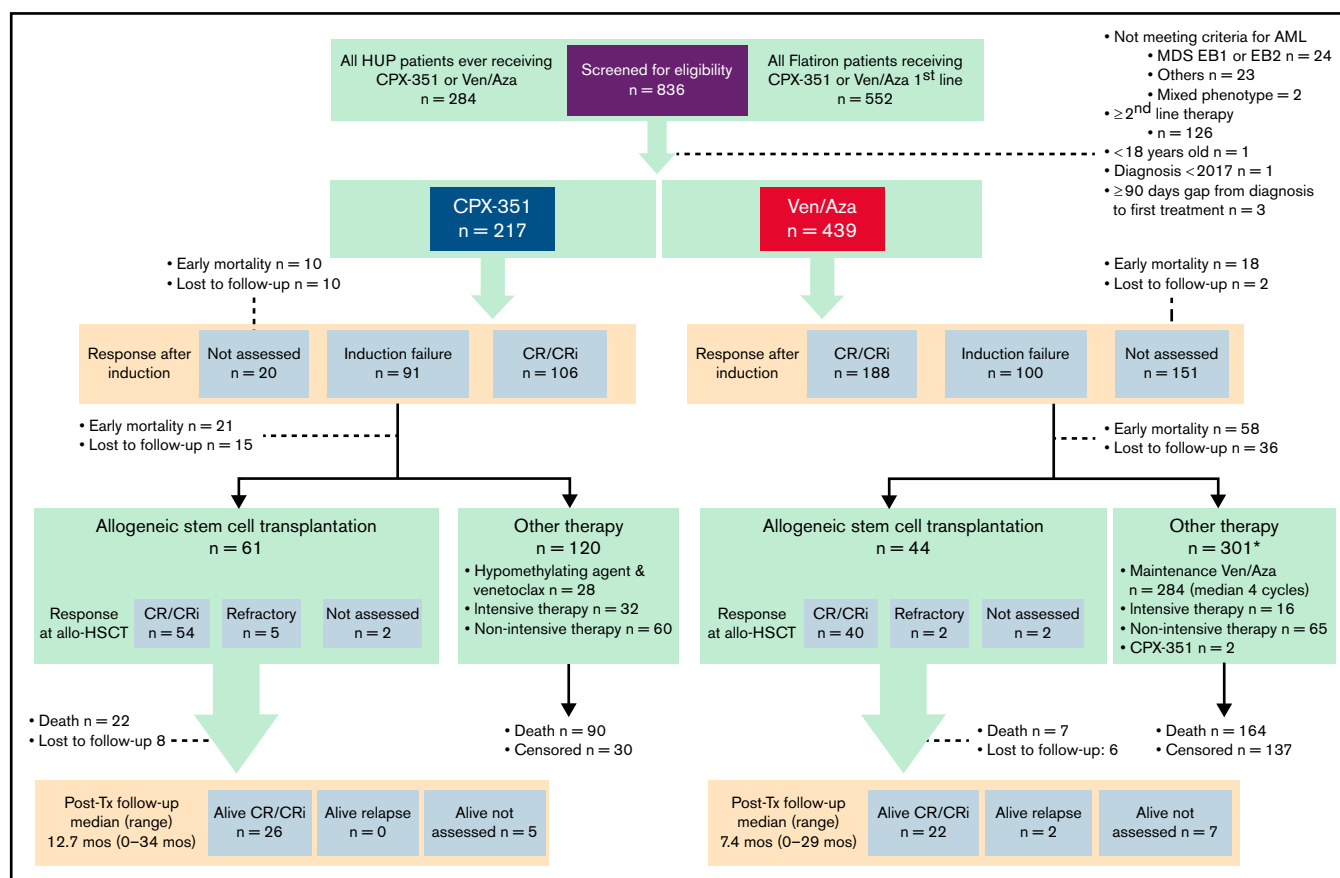 All HUP patients ever receiving
CPX-351 or Ven/Aza
n = 284
Screened for eligibility
n = 836
All Flatiron patients receiving
CPX-351 or Ven/Aza 1st line
n = 552
• Not meeting criteria for AML
• MDS EB1 or EB2 n = 24
• Others n = 23
• Mixed phenotype = 2
• ≥2nd line therapy
• n = 126
• <18 years old n = 1
• Diagnosis <2017 n = 1
• ≥90 days gap from diagnosis
to first treatment n = 3
CPX-351
n = 217
Ven/Aza
n = 439
• Early mortality n = 10
• Lost to follow-up n = 10
• Early mortality n = 18
• Lost to follow-up n = 2
Response after
induction
Not assessed
n = 20
Induction failure
n = 91
CR/CRi
n = 106
Response after
induction
CR/CRi
n = 188
Induction failure
n = 100
Not assessed
n = 151
• Early mortality n = 21
• Lost to follow-up n = 15
• Early mortality n = 58
• Lost to follow-up n = 36
Allogeneic stem cell transplantation
n = 61
Response
at allo-HSCT
CR/CRi
n = 54
Refractory
n = 5
Not assessed
n = 2
Other therapy
n = 120
• Hypomethylating agent &
venetoclax n = 28
• Intensive therapy n = 32
• Non-intensive therapy n = 60
Allogeneic stem cell transplantation
n = 44
Response
at allo-HSCT
CR/CRi
n = 40
Refractory
n = 2
Not assessed
n = 2
Other therapy
n = 301*
• Maintenance Ven/Aza
n = 284 (median 4 cycles)
• Intensive therapy n = 16
• Non-intensive therapy n = 65
• CPX-351 n = 2
• Death n = 22
• Lost to follow-up 8
• Death n = 90
• Censored n = 30
• Death n = 7
• Lost to follow-up: 6
• Death n = 164
• Censored n = 137
Post-Tx follow-up
median (range)
12.7 mos (0–34 mos)
Alive CR/CRi
n = 26
Alive relapse
n = 0
Alive not
assessed n = 5
Post-Tx follow-up
median (range)
7.4 mos (0–29 mos)
Alive CR/CRi
n = 22
Alive relapse
n = 2
Alive not
assessed n = 7